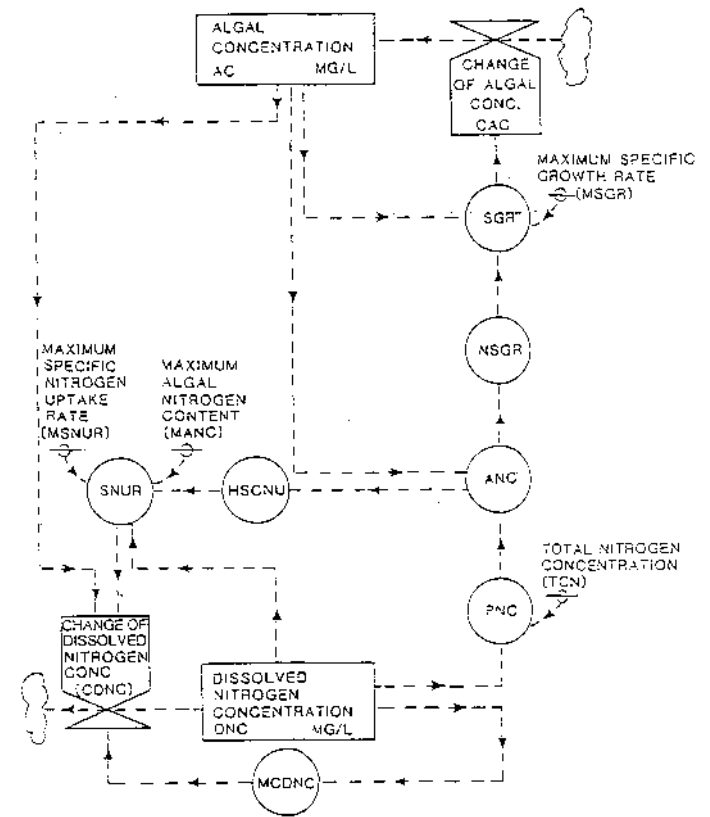 ALGAL
CONCENTRATION
AC MG/L
CHANGE
OF ALGAL
CONC.
CAC
MAXIMUM SPECIFIC
GROWTH RATE
(MSGR)
SGR
NSGR
MAXIMUM
SPECIFIC
NITROGEN
UPTAKE
RATE
(MSNUR)
MAXIMUM
ALGAL
NITROGEN
CONTENT
(MANC)
SNUR
HSCNU
ANC
TOTAL NITROGEN
CONCENTRATION
(TCN)
PNC
CHANGE OF
DISSOLVED
NITROGEN
CONC
(CDNC)
DISSOLVED
NITROGEN
CONCENTRATION
DNC MG/L
MCDNC